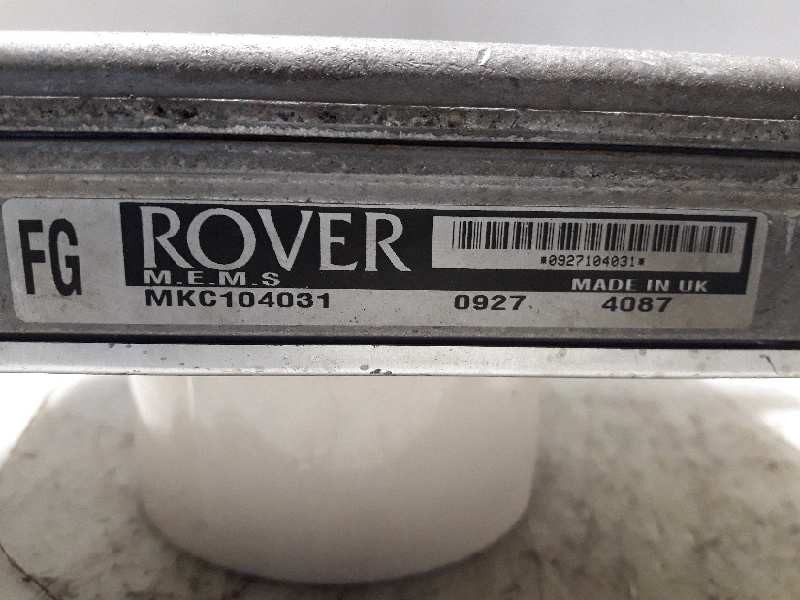 FG
ROVER
M.E.M.S
*0927104031*
MADE IN UK
MKC104031 0927 4087